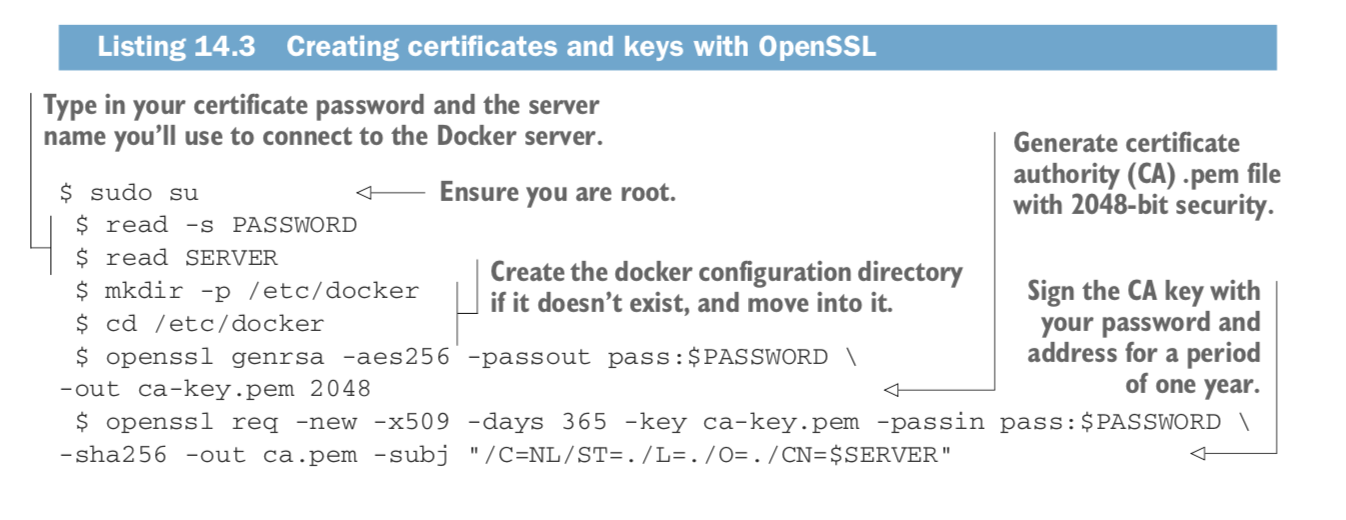 Listing 14.3 Creating certificates and keys with OpenSSL
Type in your certificate password and the server
name you’ll use to connect to the Docker server.
$ sudo su
Ensure you are root.
$ read -s PASSWORD
$ read SERVER
$ mkdir -p /etc/docker
$ cd /etc/docker
Create the docker configuration directory
if it doesn’t exist, and move into it.
$ openssl genrsa -aes256 -passout pass:$PASSWORD \
-out ca-key.pem 2048
Generate certificate
authority (CA) .pem file
with 2048-bit security.
$ openssl req -new -x509 -days 365 -key ca-key.pem -passin pass:$PASSWORD \
-sha256 -out ca.pem -subj "/C=NL/ST=./L=./O=./CN=$SERVER"
Sign the CA key with
your password and
address for a period
of one year.